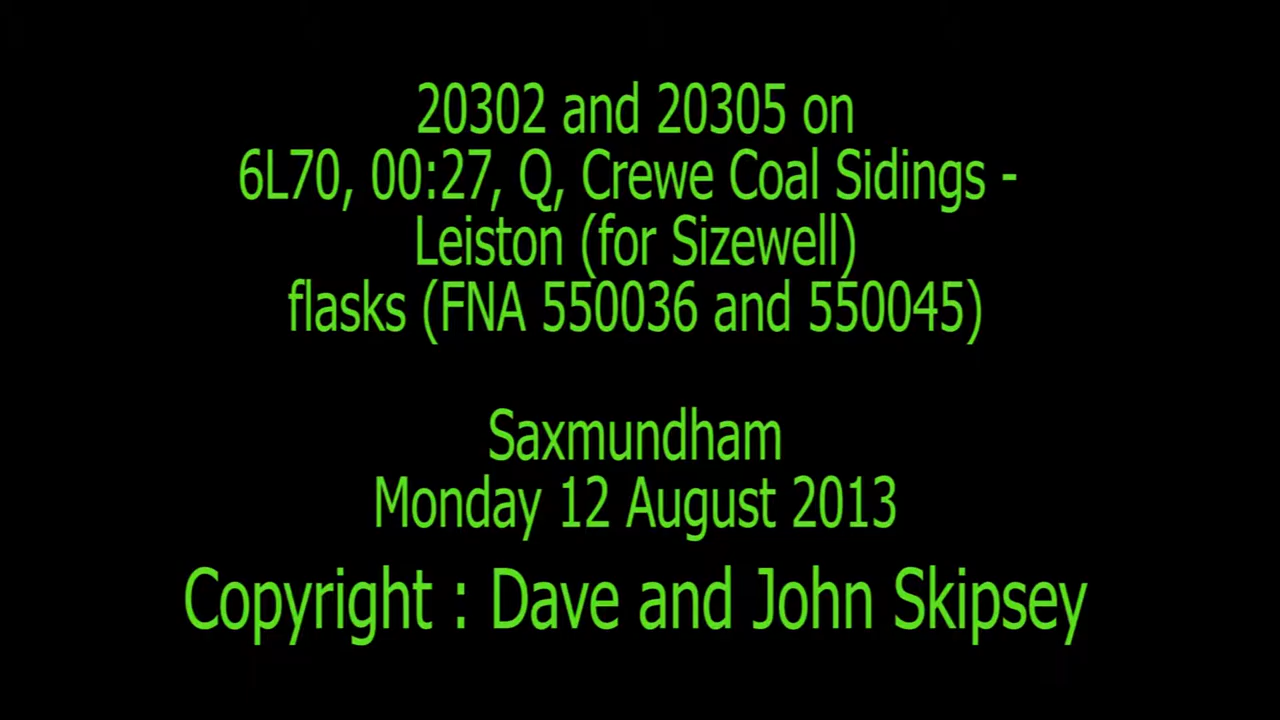 20302 and 20305 on
6L70, 00:27, Q, Crewe Coal Sidings -
Leiston (for Sizewell)
flasks (FNA 550036 and 550045)
Saxmundham
Monday 12 August 2013
Copyright : Dave and John Skipsey